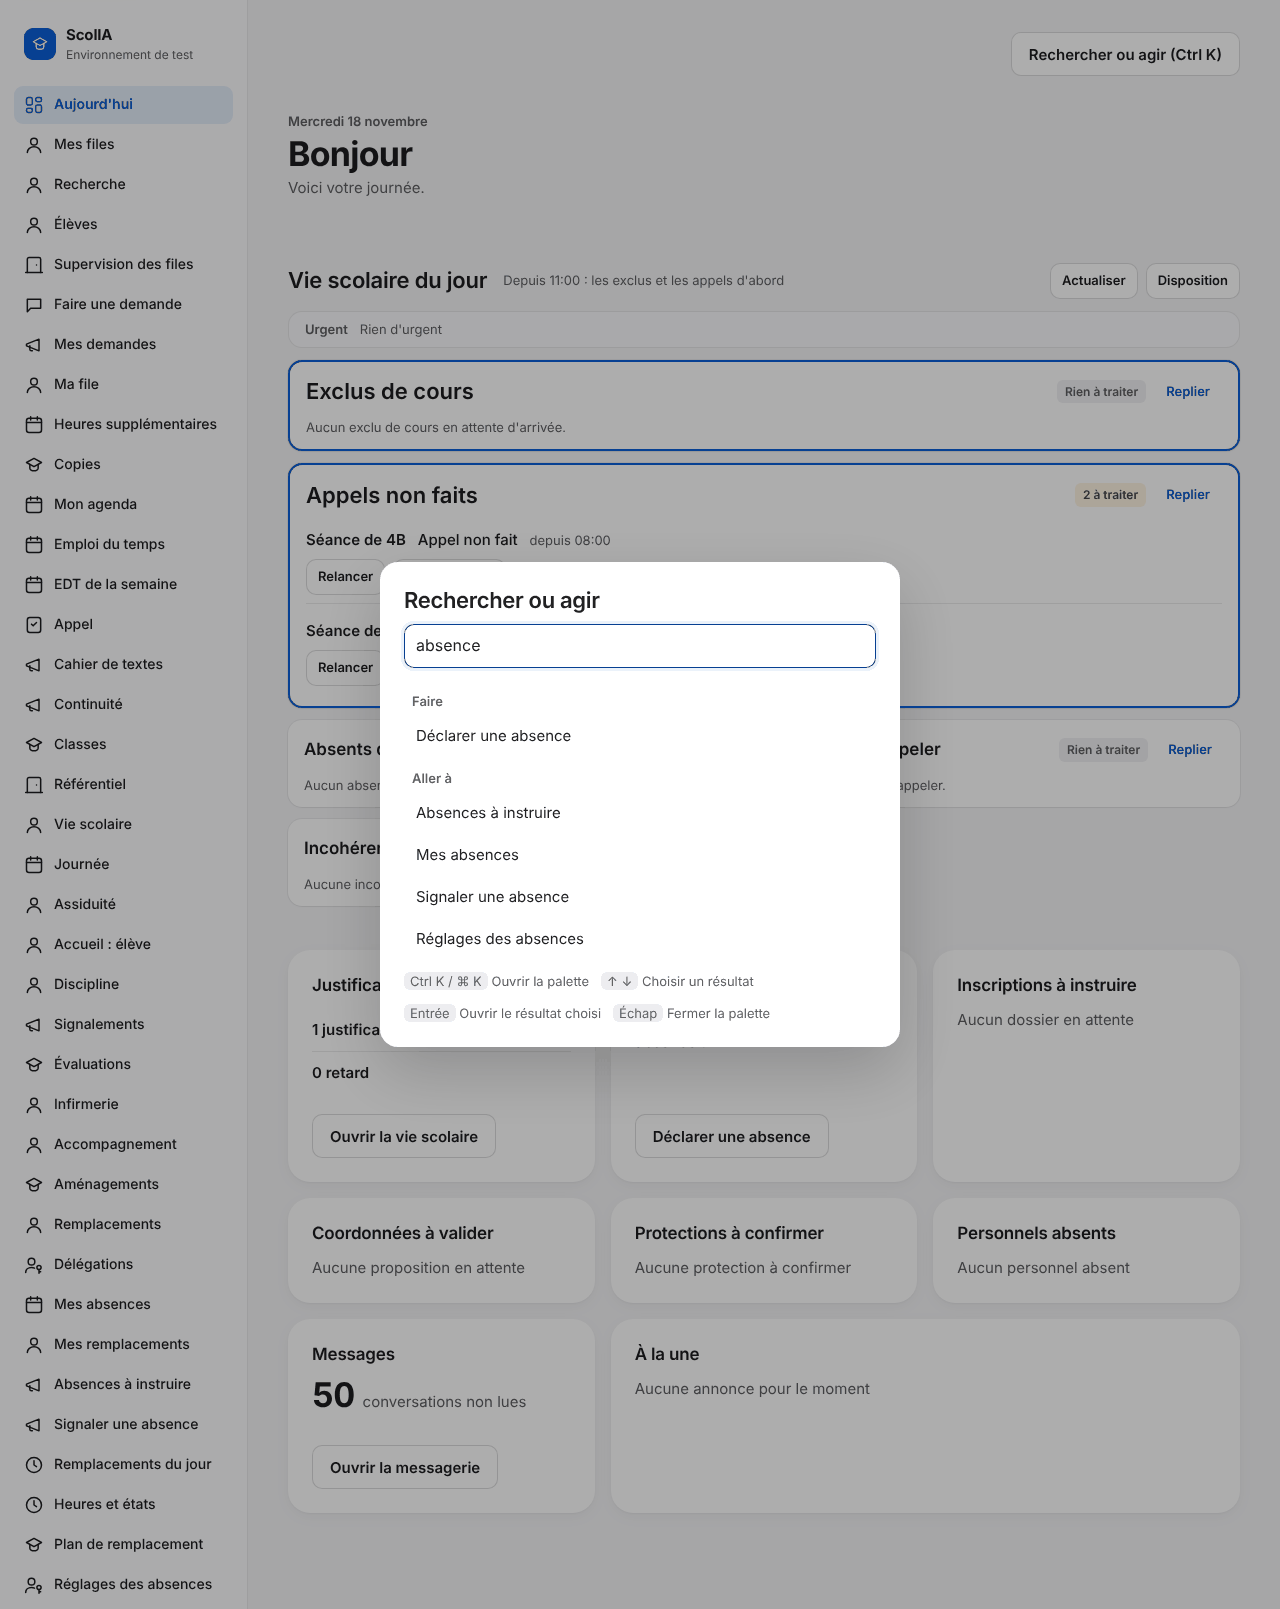 ScolIA
Environnement de test
Aujourd'hui
Mes files
Recherche
Élèves
Supervision des files
Faire une demande
Mes demandes
Ma file
Heures supplémentaires
Copies
Mon agenda
Emploi du temps
EDT de la semaine
Appel
Cahier de textes
Continuité
Classes
Référentiel
Vie scolaire
Journée
Assiduité
Accueil : élève
Discipline
Signalements
Évaluations
Infirmerie
Accompagnement
Aménagements
Remplacements
Délégations
Mes absences
Mes remplacements
Absences à instruire
Signaler une absence
Remplacements du jour
Heures et états
Plan de remplacement
Réglages des absences
Rechercher ou agir (Ctrl K)
Mercredi 18 novembre
Bonjour
Voici votre journée.
Vie scolaire du jour Depuis 11:00 : les exclus et les appels d'abord Actualiser Disposition
Urgent Rien d'urgent
Exclus de cours Rien à traiter Replier
Aucun exclu de cours en attente d'arrivée.
Appels non faits 2 à traiter Replier
Séance de 4B Appel non fait depuis 08:00
Relancer
Séance de
Relancer
Absents
peler Rien à traiter Replier
Aucun absen
appeler.
Incohérer
Aucune inco
Rechercher ou agir
absence
Faire
Déclarer une absence
Aller à
Absences à instruire
Mes absences
Signaler une absence
Réglages des absences
Ctrl K / ⌘ K Ouvrir la palette ↑ ↓ Choisir un résultat
Entrée Ouvrir le résultat choisi Échap Fermer la palette
Justifica
1 justifica
0 retard
Ouvrir la vie scolaire
Déclarer une absence
Inscriptions à instruire
Aucun dossier en attente
Coordonnées à valider
Aucune proposition en attente
Protections à confirmer
Aucune protection à confirmer
Personnels absents
Aucun personnel absent
Messages
50 conversations non lues
Ouvrir la messagerie
À la une
Aucune annonce pour le moment